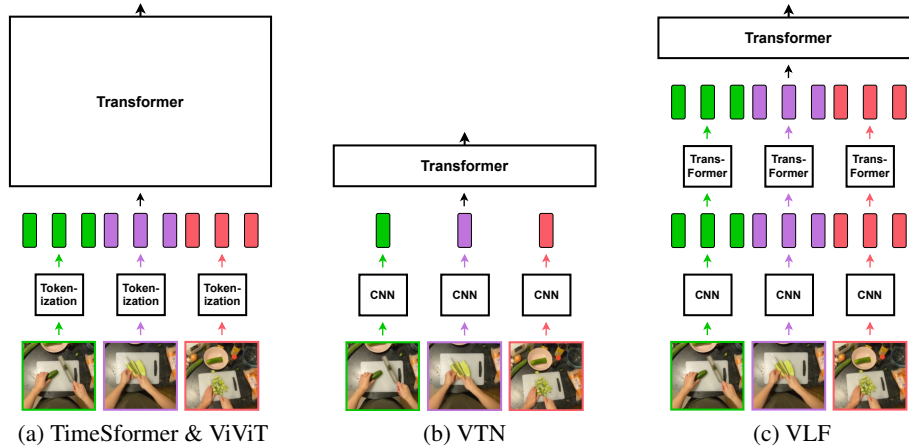 Transformer
Token-
ization
Token-
ization
Token-
ization
(a) TimeSformer & ViViT
Transformer
CNN
CNN
CNN
(b) VTN
Transformer
Trans-
Former
Trans-
Former
Trans-
Former
CNN
CNN
CNN
(c) VLF